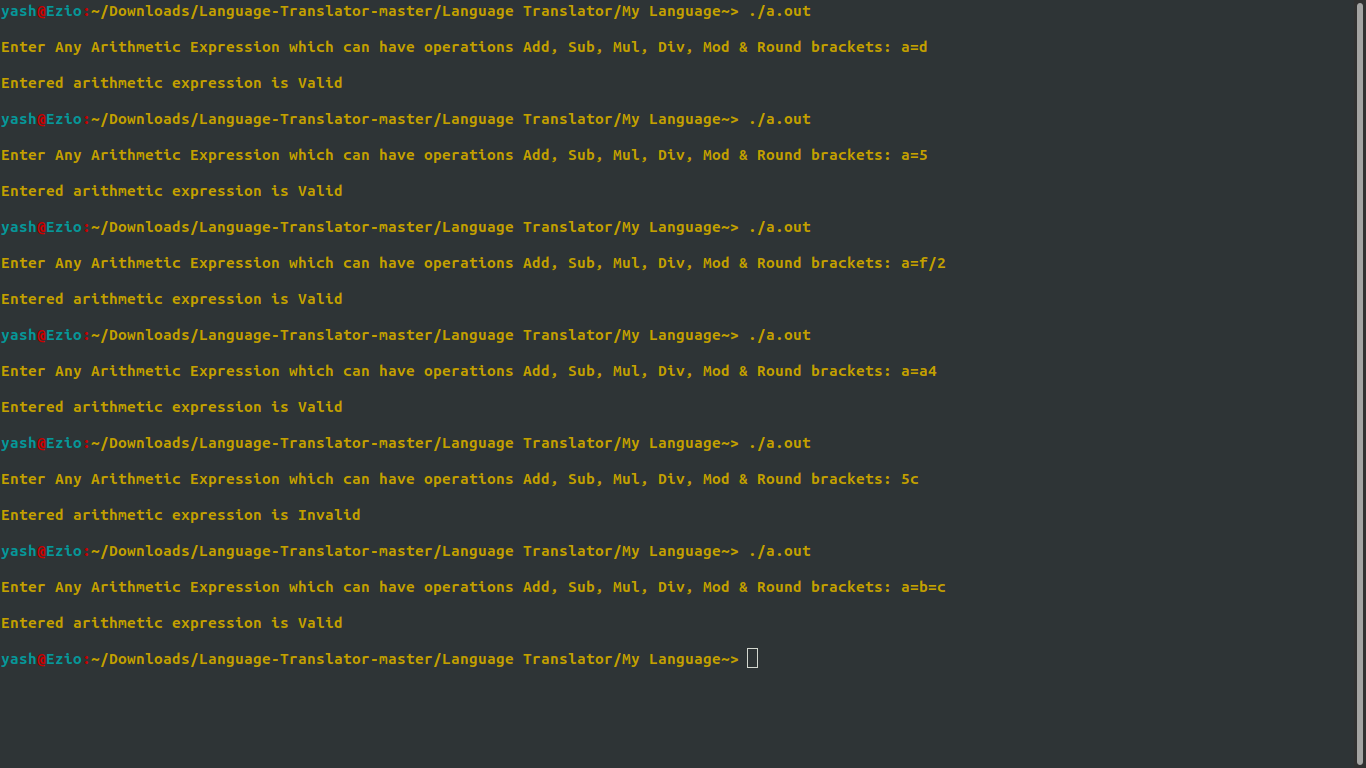 yash@Ezio:~/Downloads/Language-Translator-master/Language Translator/My Language~> ./a.out
Enter Any Arithmetic Expression which can have operations Add, Sub, Mul, Div, Mod & Round brackets: a=d
Entered arithmetic expression is Valid
yash@Ezio:~/Downloads/Language-Translator-master/Language Translator/My Language~> ./a.out
Enter Any Arithmetic Expression which can have operations Add, Sub, Mul, Div, Mod & Round brackets: a=5
Entered arithmetic expression is Valid
yash@Ezio:~/Downloads/Language-Translator-master/Language Translator/My Language~> ./a.out
Enter Any Arithmetic Expression which can have operations Add, Sub, Mul, Div, Mod & Round brackets: a=f/2
Entered arithmetic expression is Valid
yash@Ezio:~/Downloads/Language-Translator-master/Language Translator/My Language~> ./a.out
Enter Any Arithmetic Expression which can have operations Add, Sub, Mul, Div, Mod & Round brackets: a=a4
Entered arithmetic expression is Valid
yash@Ezio:~/Downloads/Language-Translator-master/Language Translator/My Language~> ./a.out
Enter Any Arithmetic Expression which can have operations Add, Sub, Mul, Div, Mod & Round brackets: 5c
Entered arithmetic expression is Invalid
yash@Ezio:~/Downloads/Language-Translator-master/Language Translator/My Language~> ./a.out
Enter Any Arithmetic Expression which can have operations Add, Sub, Mul, Div, Mod & Round brackets: a=b=c
Entered arithmetic expression is Valid
yash@Ezio:~/Downloads/Language-Translator-master/Language Translator/My Language~>